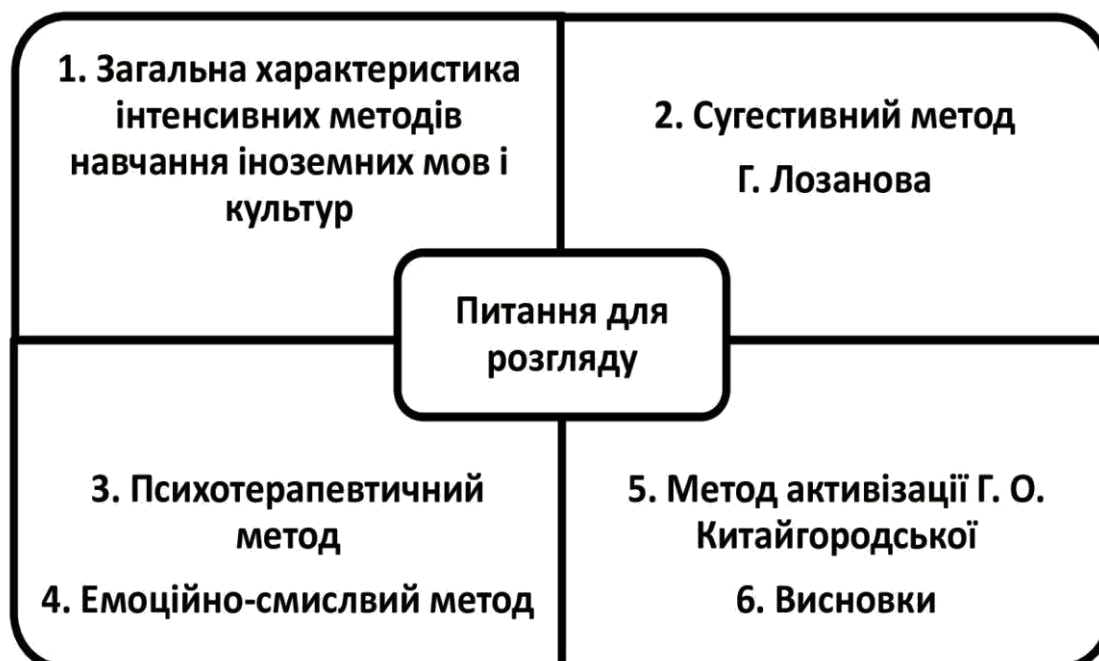 1. Загальна характеристика
інтенсивних методів
навчання іноземних мов і
культур
2. Сугестивний метод
Г. Лозанова
Питання для
розгляду
3. Психотерапевтичний
метод
4. Емоційно-смислвий метод
5. Метод активізації Г. О.
Китайгородської
6. Висновки